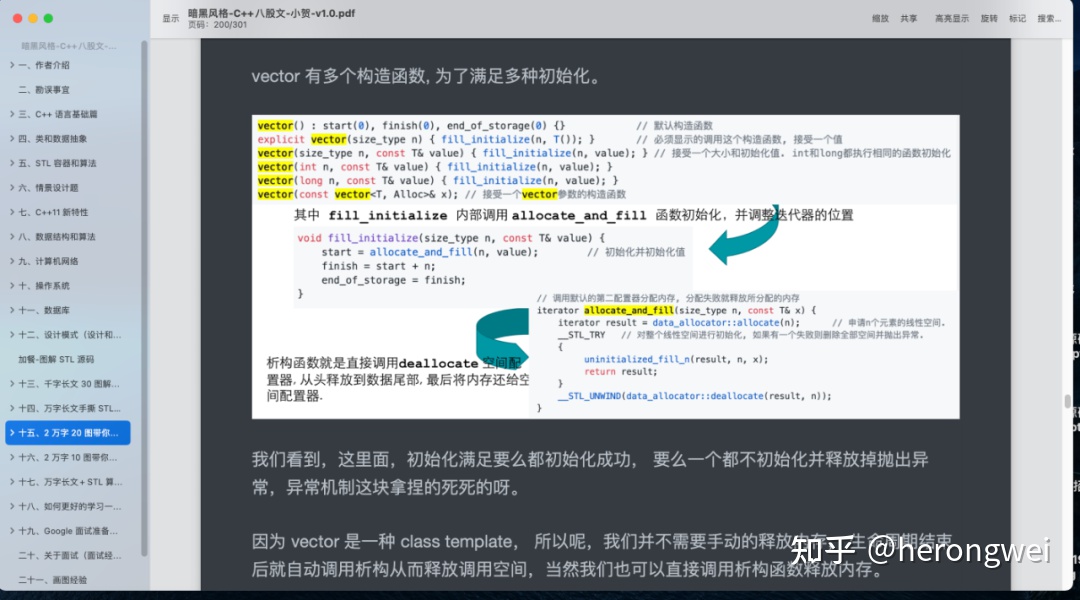 显示
暗黑风格-C++八股文-小贺-v1.0.pdf
页码：200/301
缩放 共享 高亮显示 旋转 标记 搜索...
暗黑风格-C++八股文-...
一、作者介绍
二、勘误事宜
三、C++ 语言基础篇
四、类和数据抽象
五、STL 容器和算法
六、情景设计题
七、C++11 新特性
八、数据结构和算法
九、计算机网络
十、操作系统
十一、数据库
十二、设计模式（设计和...
加餐-图解 STL 源码
十三、千字长文 30 图解...
十四、万字长文手撕 STL...
十五、2 万字 20 图带你...
十六、2 万字 10 图带你...
十七、万字长文+ STL 算...
十八、如何更好的学习一...
十九、Google 面试准备...
二十、关于面试（面试经...
二十一、画图经验
vector 有多个构造函数, 为了满足多种初始化。
vector() : start(0), finish(0), end_of_storage(0) {} // 默认构造函数
explicit vector(size_type n) { fill_initialize(n, T()); } // 必须显示的调用这个构造函数, 接受一个值
vector(size_type n, const T& value) { fill_initialize(n, value); } // 接受一个大小和初始化值. int和long都执行相同的函数初始化
vector(int n, const T& value) { fill_initialize(n, value); }
vector(long n, const T& value) { fill_initialize(n, value); }
vector(const vector<T, Alloc>& x); // 接受一个vector参数的构造函数
其中 fill_initialize 内部调用 allocate_and_fill 函数初始化，并调整迭代器的位置
void fill_initialize(size_type n, const T& value) {
start = allocate_and_fill(n, value); // 初始化并初始化值
finish = start + n;
end_of_storage = finish;
}
// 调用默认的第二配置器分配内存, 分配失败就释放所分配的内存
iterator allocate_and_fill(size_type n, const T& x) {
iterator result = data_allocator::allocate(n); // 申请n个元素的线性空间.
__STL_TRY // 对整个线性空间进行初始化, 如果有一个失败则删除全部空间并抛出异常.
{
uninitialized_fill_n(result, n, x);
return result;
}
__STL_UNWIND(data_allocator::deallocate(result, n));
}
析构函数就是直接调用deallocate 空间配
置器, 从头释放到数据尾部, 最后将内存还给空
间配置器.
我们看到，这里面，初始化满足要么都初始化成功， 要么一个都不初始化并释放掉抛出异
常，异常机制这块拿捏的死死的呀。
因为 vector 是一种 class template， 所以呢，我们并不需要手动的释放内存，生命周期结束
后就自动调用析构从而释放调用空间，当然我们也可以直接调用析构函数释放内存。
知乎 @herongwei